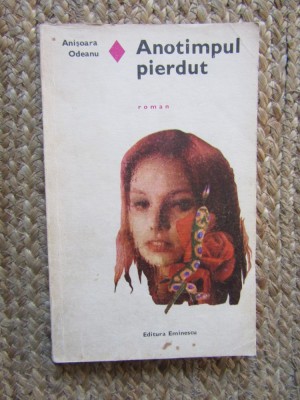 Anișoara
Odeanu
Anotimpul
pierdut
roman
Editura Eminescu